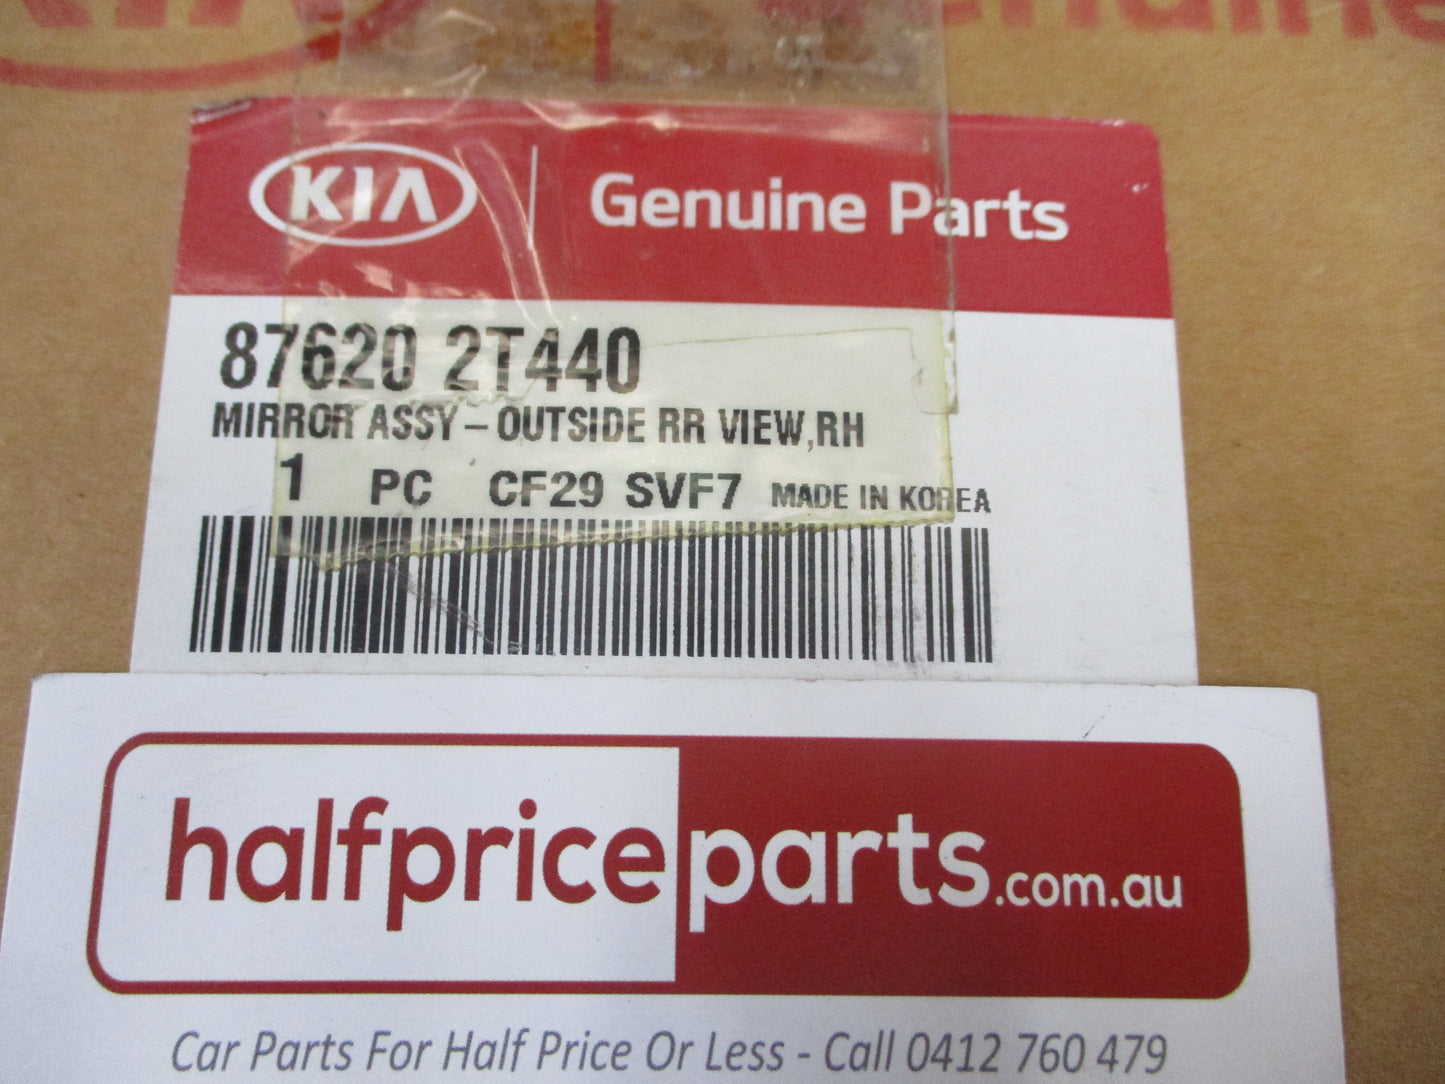 Genuine
KIA Genuine Parts
87620 2T440
MIRROR ASSY-OUTSIDE RR VIEW,RH
1 PC CF29 SVF7 MADE IN KOREA
halfpriceparts.com.au
Car Parts For Half Price Or Less - Call 0412 760 479